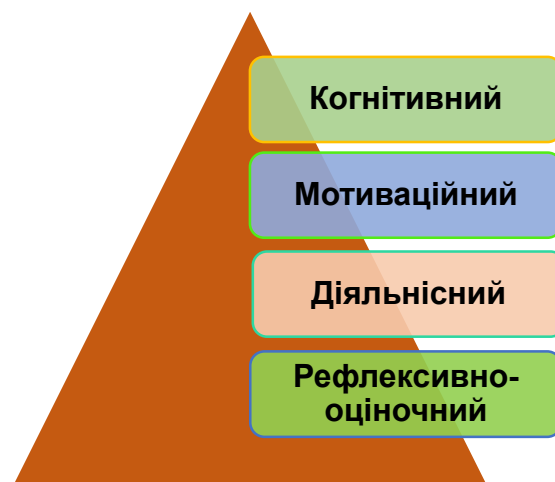 Когнітивний
Мотиваційний
Діяльнісний
Рефлексивно-
оціночний